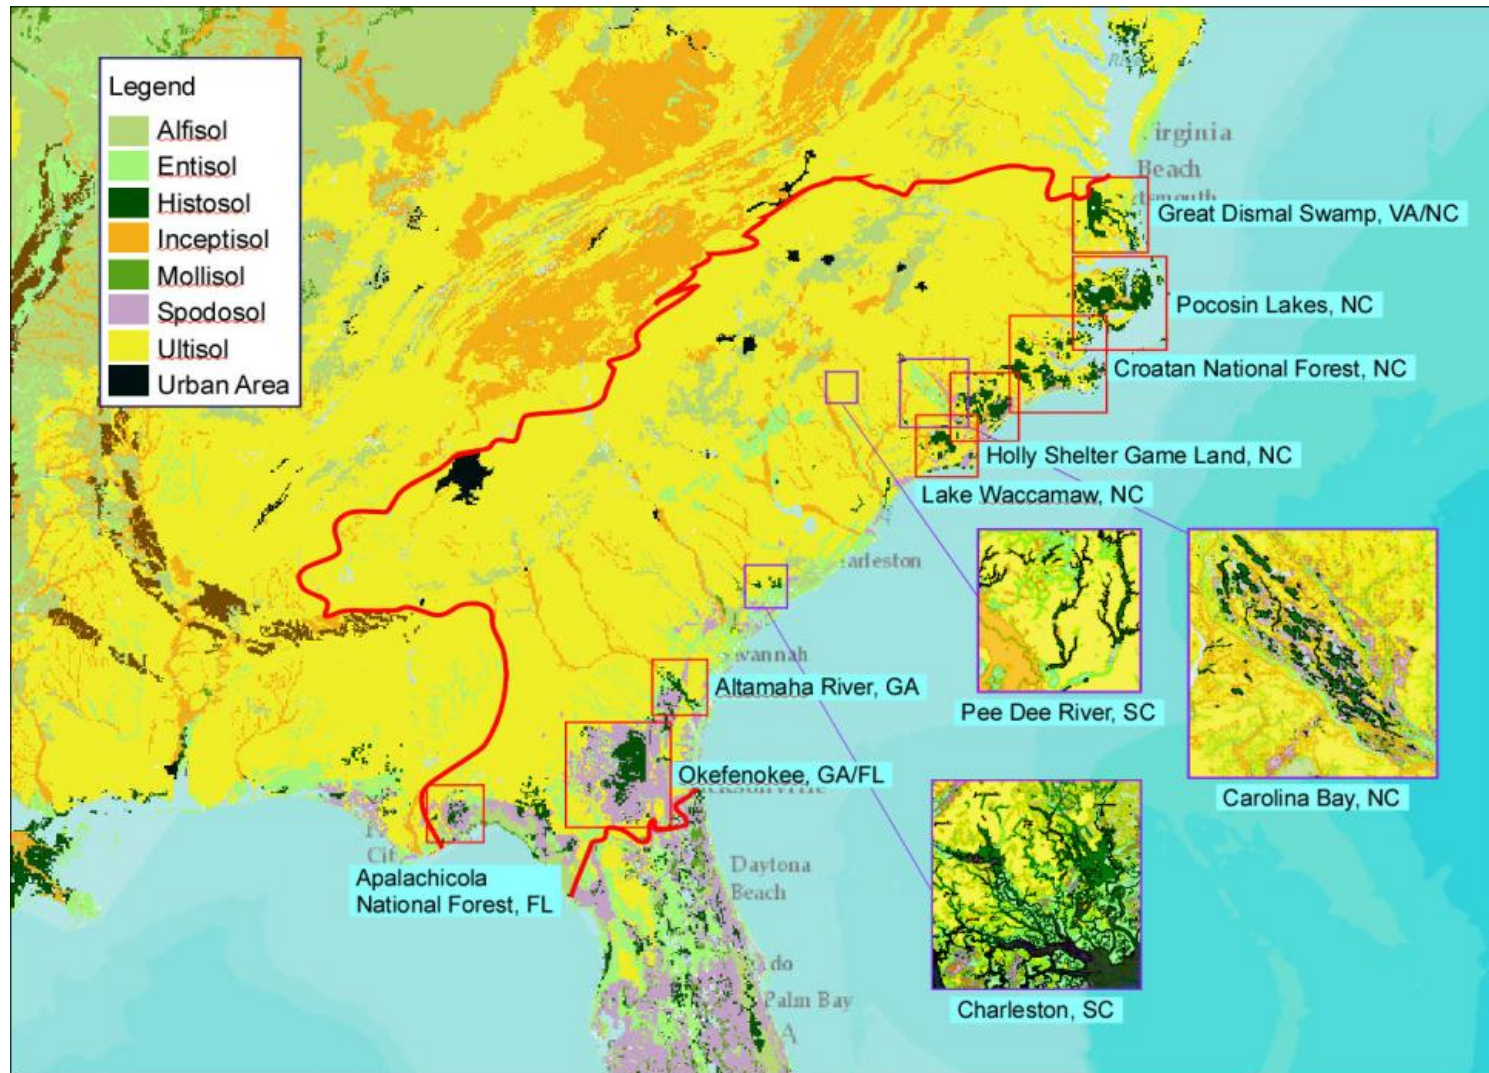 Legend
Alfisol
Entisol
Histosol
Inceptisol
Mollisol
Spodosol
Ultisol
Urban Area
irginia
Beach
Great Dismal Swamp, VA/NC
Pocosin Lakes, NC
Croatan National Forest, NC
Holly Shelter Game Land, NC
Lake Waccamaw, NC
arleston
vannah
Altamaha River, GA
Pee Dee River, SC
Okefenokee, GA/FL
Carolina Bay, NC
Cit
Apalachicola
National Forest, FL
Daytona
Beach
do
Palm Bay
A
Charleston, SC